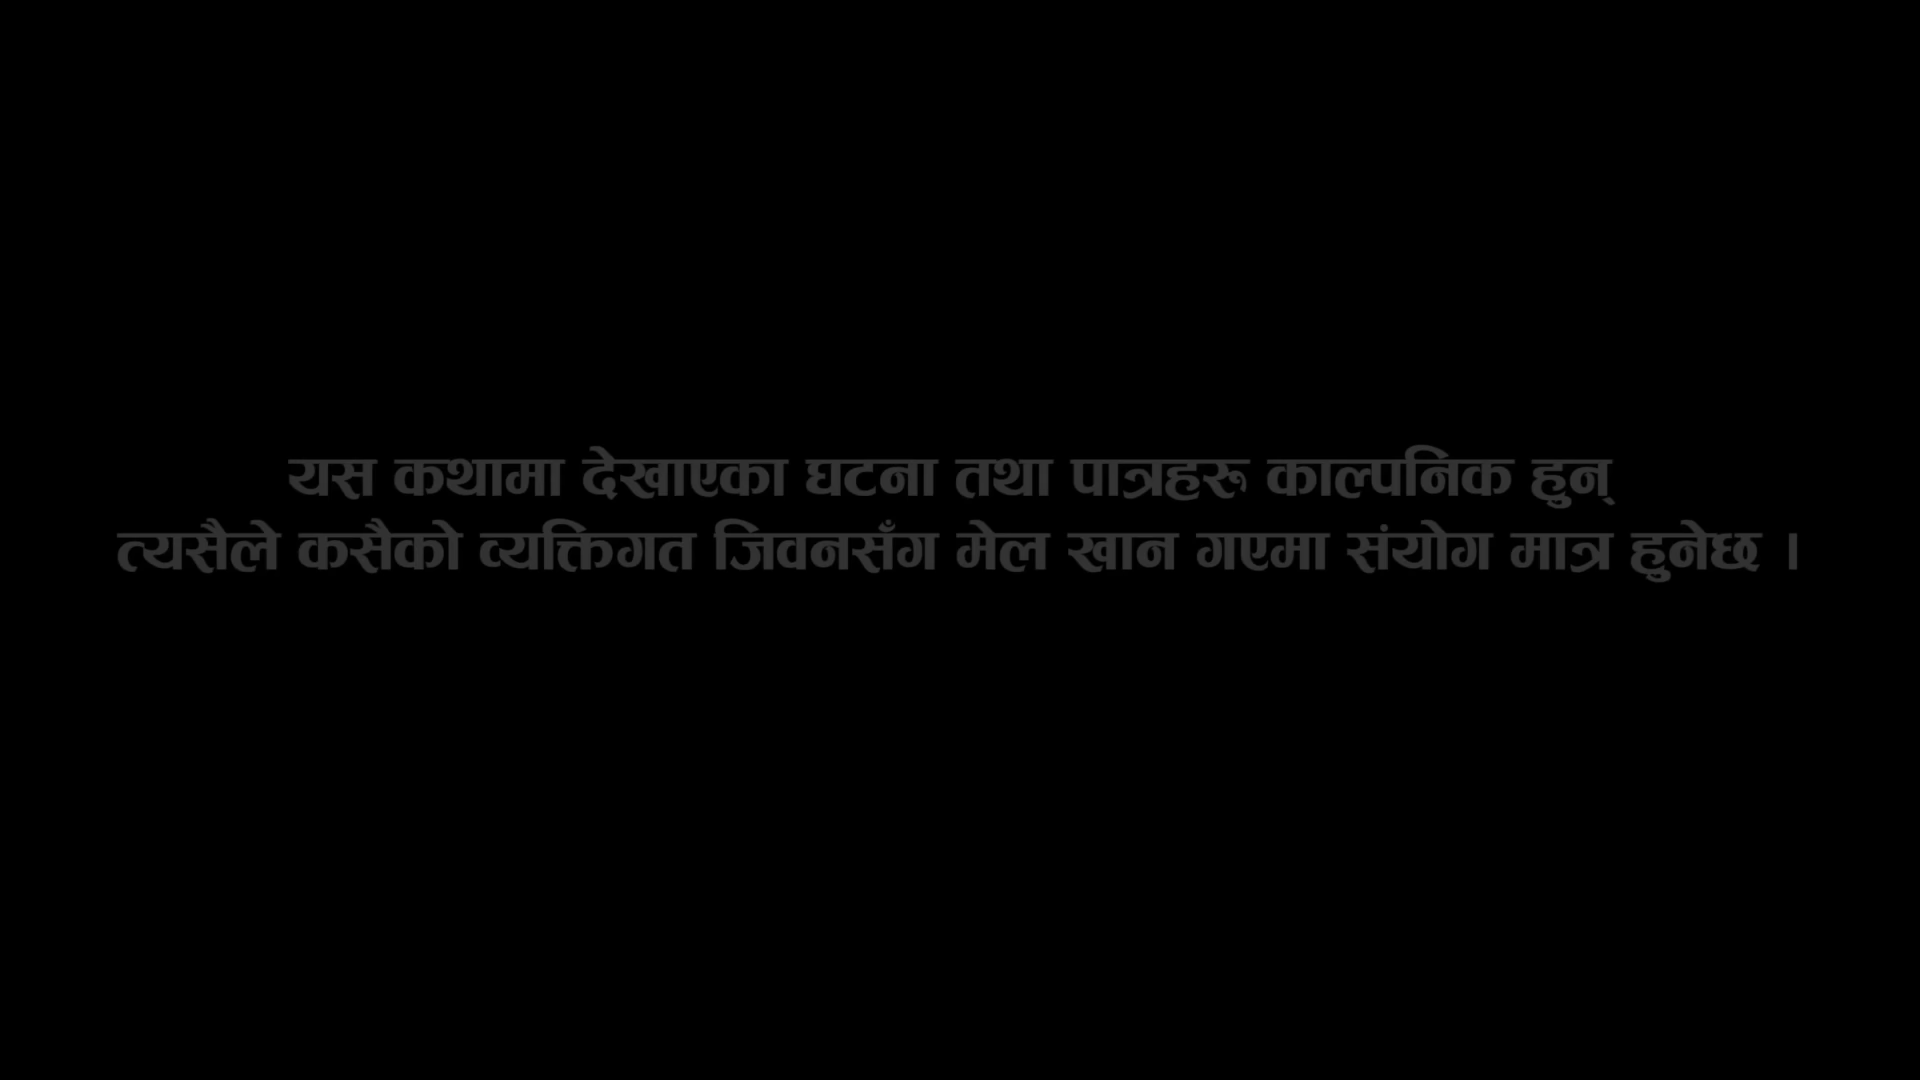 यस कथामा देखाएका घटना तथा पात्रहरू काल्पनिक हुन्
त्यसैले कसैको व्यक्तिगत जिवनसँग मेल खान गएमा संयोग मात्र हुनेछ ।